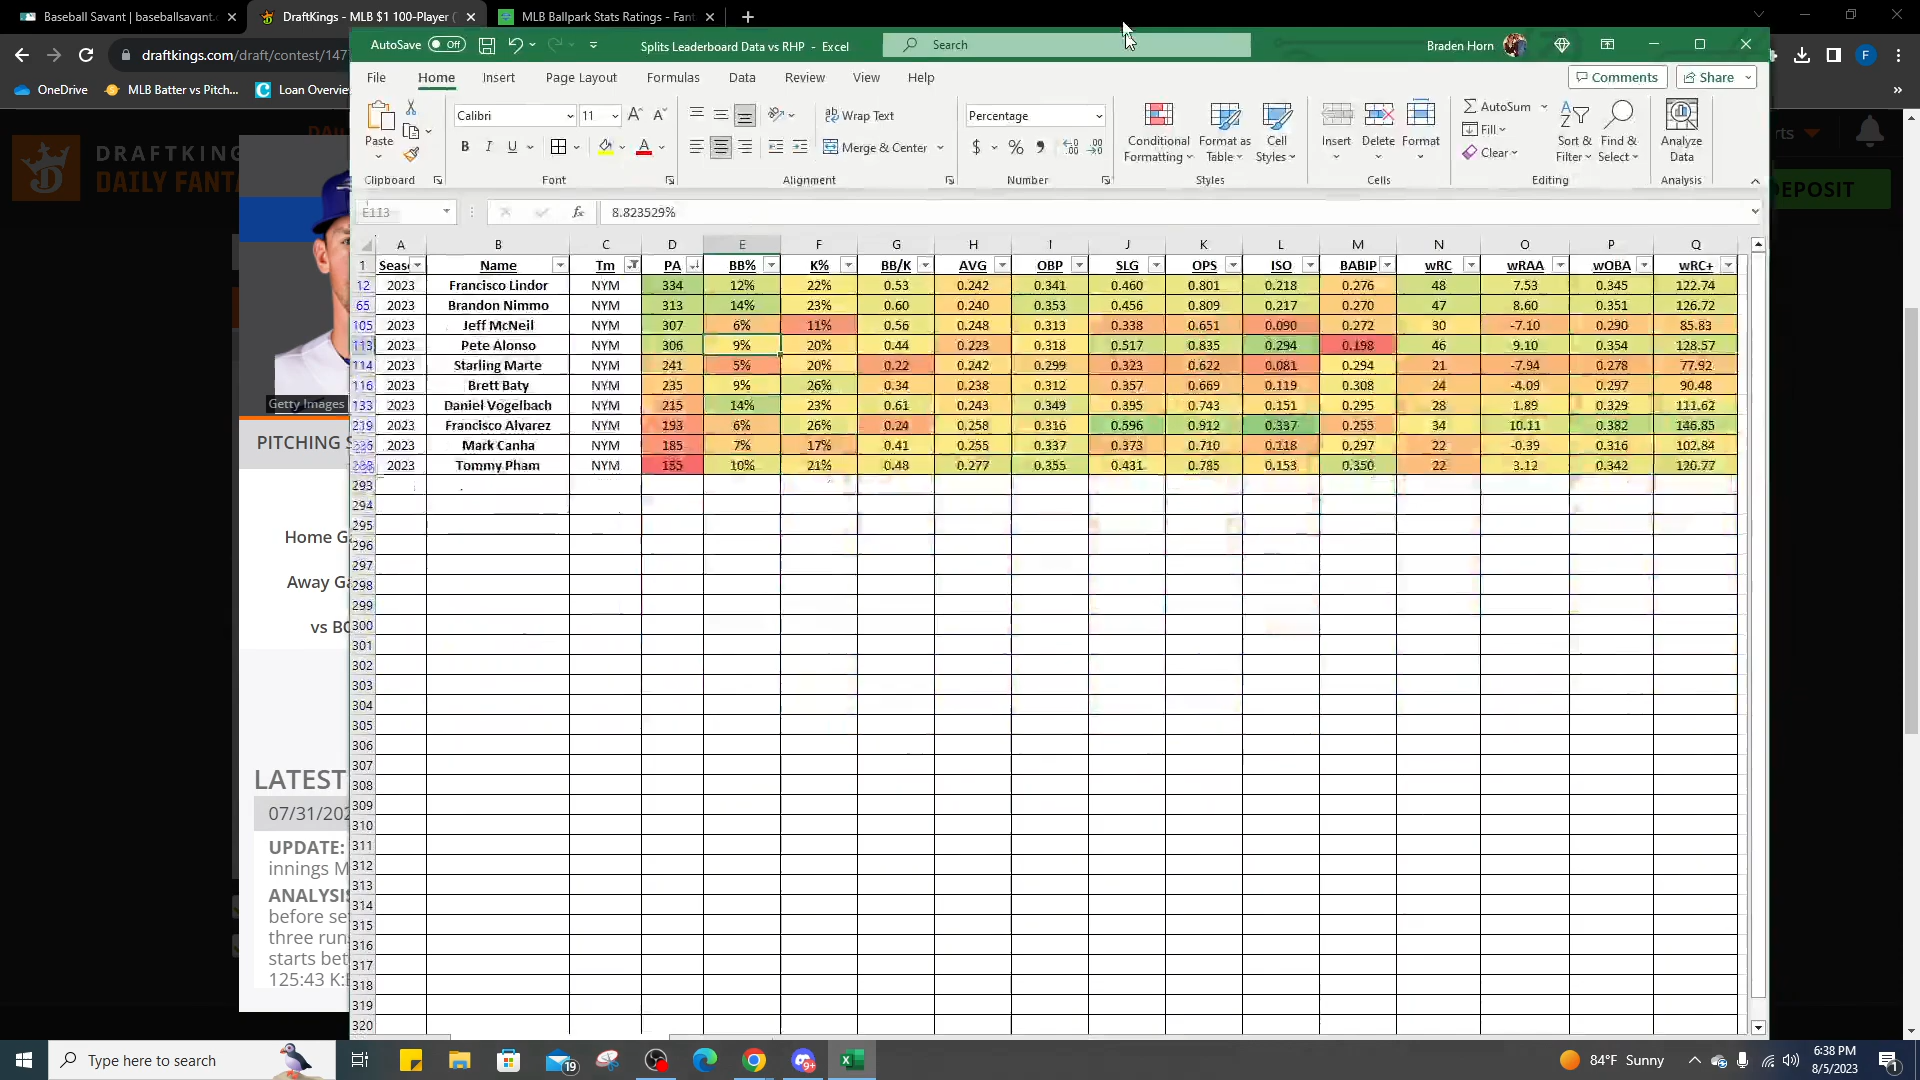 Baseball Savant | baseballsavant.
DraftKings - MLB $1 100-Player (
MLB Ballpark Stats Ratings - Fant
draftkings.com/draft/contest/147
F
OneDrive
MLB Batter vs Pitch...
Loan Overvie
»
AutoSave Off
Splits Leaderboard Data vs RHP - Excel
Search
Braden Horn
File Home Insert Page Layout Formulas Data Review View Help
Comments
Share
Paste
Calibri 11
Wrap Text
Merge & Center
Percentage
Conditional Formatting
Format as Table
Cell Styles
Insert Delete Format
AutoSum
Fill
Clear
Sort & Filter
Find & Select
Analyze Data
Clipboard Font Alignment Number Styles Cells Editing Analysis
E113 fx 8.823529%
A B C D E F G H I J K L M N O P Q
1 Seas Name Tm PA BB% K% BB/K AVG OBP SLG OPS ISO BABIP wRC wRAA wOBA wRC+
12 2023 Francisco Lindor NYM 334 12% 22% 0.53 0.242 0.341 0.460 0.801 0.218 0.276 48 7.53 0.345 122.74
65 2023 Brandon Nimmo NYM 313 14% 23% 0.60 0.240 0.353 0.456 0.809 0.217 0.270 47 8.60 0.351 126.72
105 2023 Jeff McNeil NYM 307 6% 11% 0.56 0.248 0.313 0.338 0.651 0.090 0.272 30 -7.10 0.290 85.83
113 2023 Pete Alonso NYM 306 9% 20% 0.44 0.223 0.318 0.517 0.835 0.294 0.198 46 9.10 0.354 128.57
114 2023 Starling Marte NYM 241 5% 20% 0.22 0.242 0.299 0.323 0.622 0.081 0.294 21 -7.94 0.278 77.92
116 2023 Brett Baty NYM 235 9% 26% 0.34 0.238 0.312 0.357 0.669 0.119 0.308 24 -4.09 0.297 90.48
133 2023 Daniel Vogelbach NYM 215 14% 23% 0.61 0.243 0.349 0.395 0.743 0.151 0.295 28 1.89 0.329 111.62
219 2023 Francisco Alvarez NYM 193 6% 26% 0.24 0.258 0.316 0.596 0.912 0.337 0.255 34 10.11 0.382 146.85
2023 Mark Canha NYM 185 7% 17% 0.41 0.255 0.337 0.373 0.710 0.118 0.297 22 -0.39 0.316 102.84
2023 Tommy Pham NYM 155 10% 21% 0.48 0.277 0.355 0.431 0.785 0.153 0.350 22 3.12 0.342 120.77
293
294
295
296
297
298
299
300
301
302
303
304
305
306
307
308
309
310
311
312
313
314
315
316
317
318
319
320
DRAFTKINGS
DAILY FANTA
rts
DEPOSIT
Getty Images
PITCHING S
Home Ga
Away Ga
vs BO
LATEST
07/31/202
UPDATE:
innings M
ANALYSIS
before se
three runs
starts bet
125:43 K:B
Type here to search
19
9+
84°F Sunny
6:38 PM
8/5/2023
1